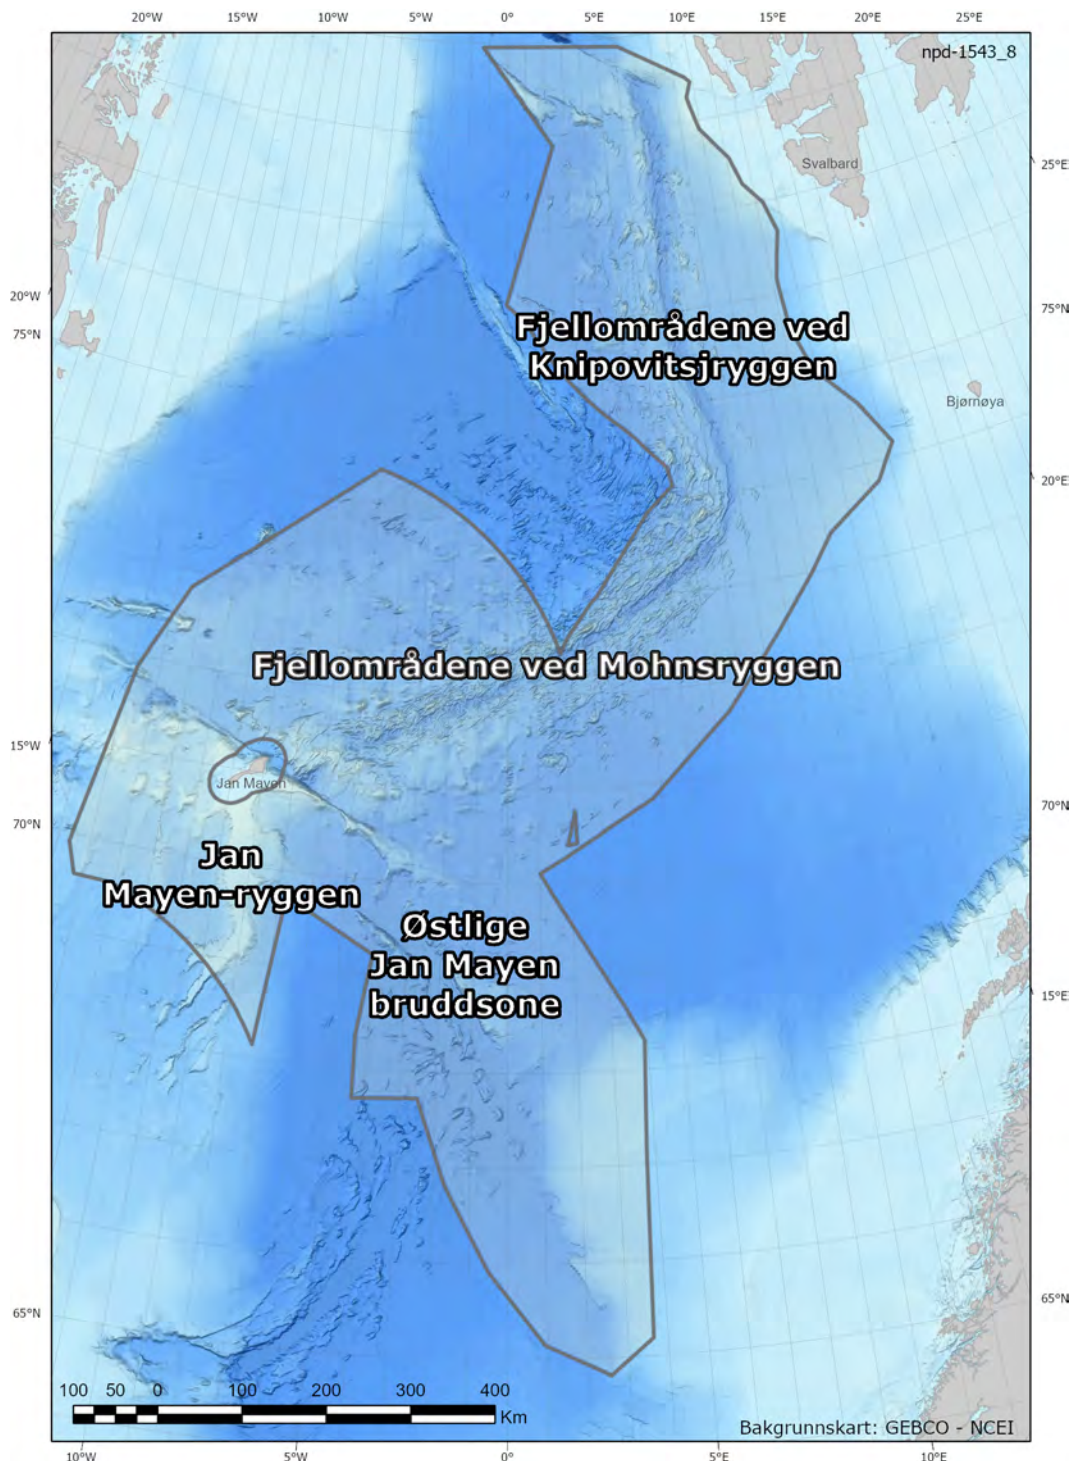 20°W 15°W 10°W 5°W 0° 5°E 10°E 15°E 20°E 25°E
npd-1543_8
Svalbard
25°E
20°W
75°N
75°N
Fjellområdene ved
Knipovitsjryggen
Bjørnøya
20°E
Fjellområdene ved Mohnsryggen
15°W
Jan Mayen
70°N
70°N
Jan
Mayen-ryggen
Østlige
Jan Mayen
bruddsone
15°E
65°N
65°N
100 50 0 100 200 300 400
Km
Bakgrunnskart: GEBCO - NCEI
10°W 5°W 0° 5°E 10°E